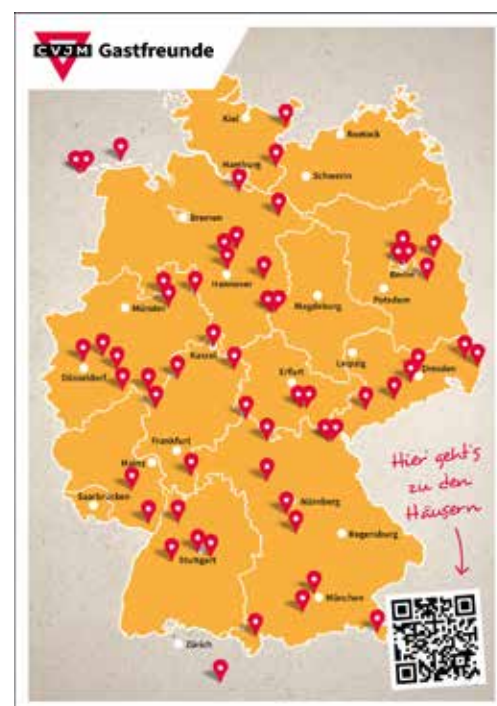 CVJM Gastfreunde
Kiel
Rostock
Hamburg
Schwerin
Bremen
Berlin
Hannover
Potsdam
Magdeburg
Münster
Kassel
Leipzig
Düsseldorf
Erfurt
Dresden
Frankfurt
Mainz
Hier geht's
zu den
Häusern
Saarbrücken
Nürnberg
Regensburg
Stuttgart
München
Zürich